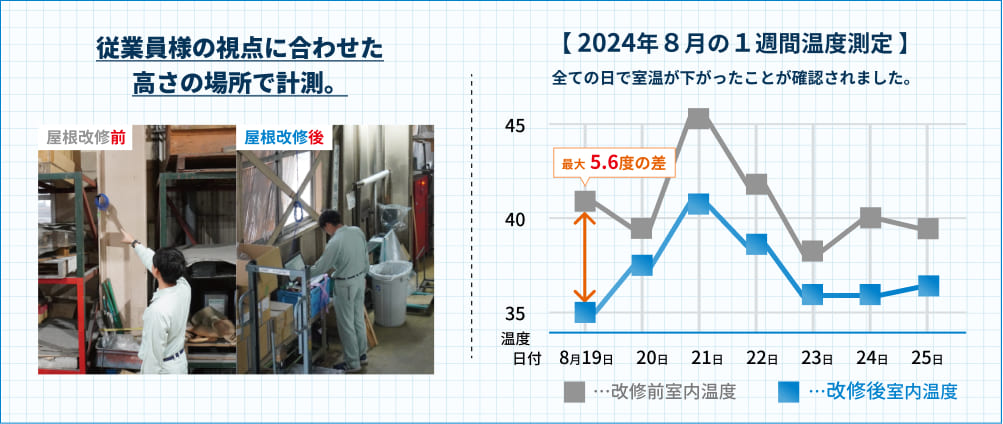 従業員様の視点に合わせた
高さの場所で計測。
屋根改修前
屋根改修後
【 2024年８月の１週間温度測定 】
全ての日で室温が下がったことが確認されました。
45
最大 5.6度の差
40
35
温度
日付 8月19日 20日 21日 22日 23日 24日 25日
…改修前室内温度 …改修後室内温度